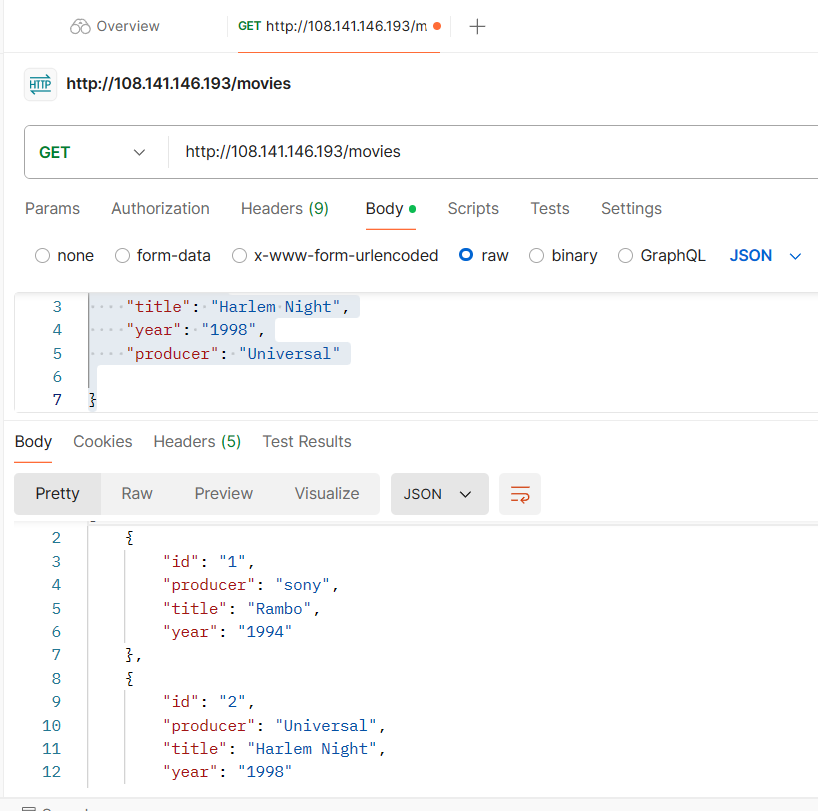 Overview GET http://108.141.146.193/m
HTTP http://108.141.146.193/movies
GET http://108.141.146.193/movies
Params Authorization Headers (9) Body Scripts Tests Settings
none form-data x-www-form-urlencoded raw binary GraphQL JSON
3 "title": "Harlem Night",
4 "year": "1998",
5 "producer": "Universal"
6
7 }
Body Cookies Headers (5) Test Results
Pretty Raw Preview Visualize JSON
2 {
3 "id": "1",
4 "producer": "sony",
5 "title": "Rambo",
6 "year": "1994"
7 },
8 {
9 "id": "2",
10 "producer": "Universal",
11 "title": "Harlem Night",
12 "year": "1998"